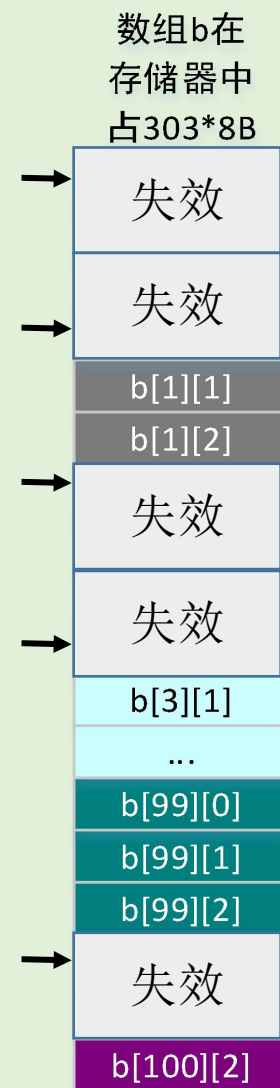 数组b在
存储器中
占303*8B
失效
失效
b[1][1]
b[1][2]
失效
失效
b[3][1]
...
b[99][0]
b[99][1]
b[99][2]
失效
b[100][2]